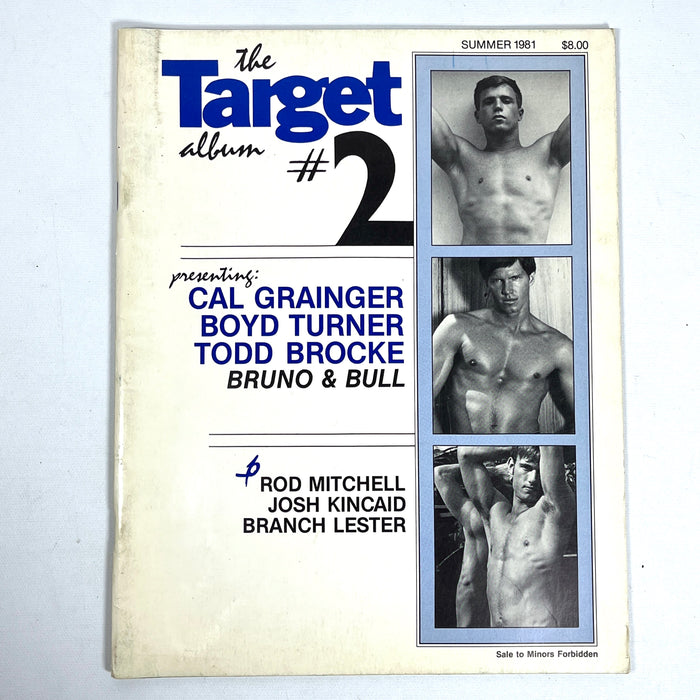 SUMMER 1981 $8.00
the
Target
album #2
presenting:
CAL GRAINGER
BOYD TURNER
TODD BROCKE
BRUNO & BULL
ROD MITCHELL
JOSH KINCAID
BRANCH LESTER
Sale to Minors Forbidden